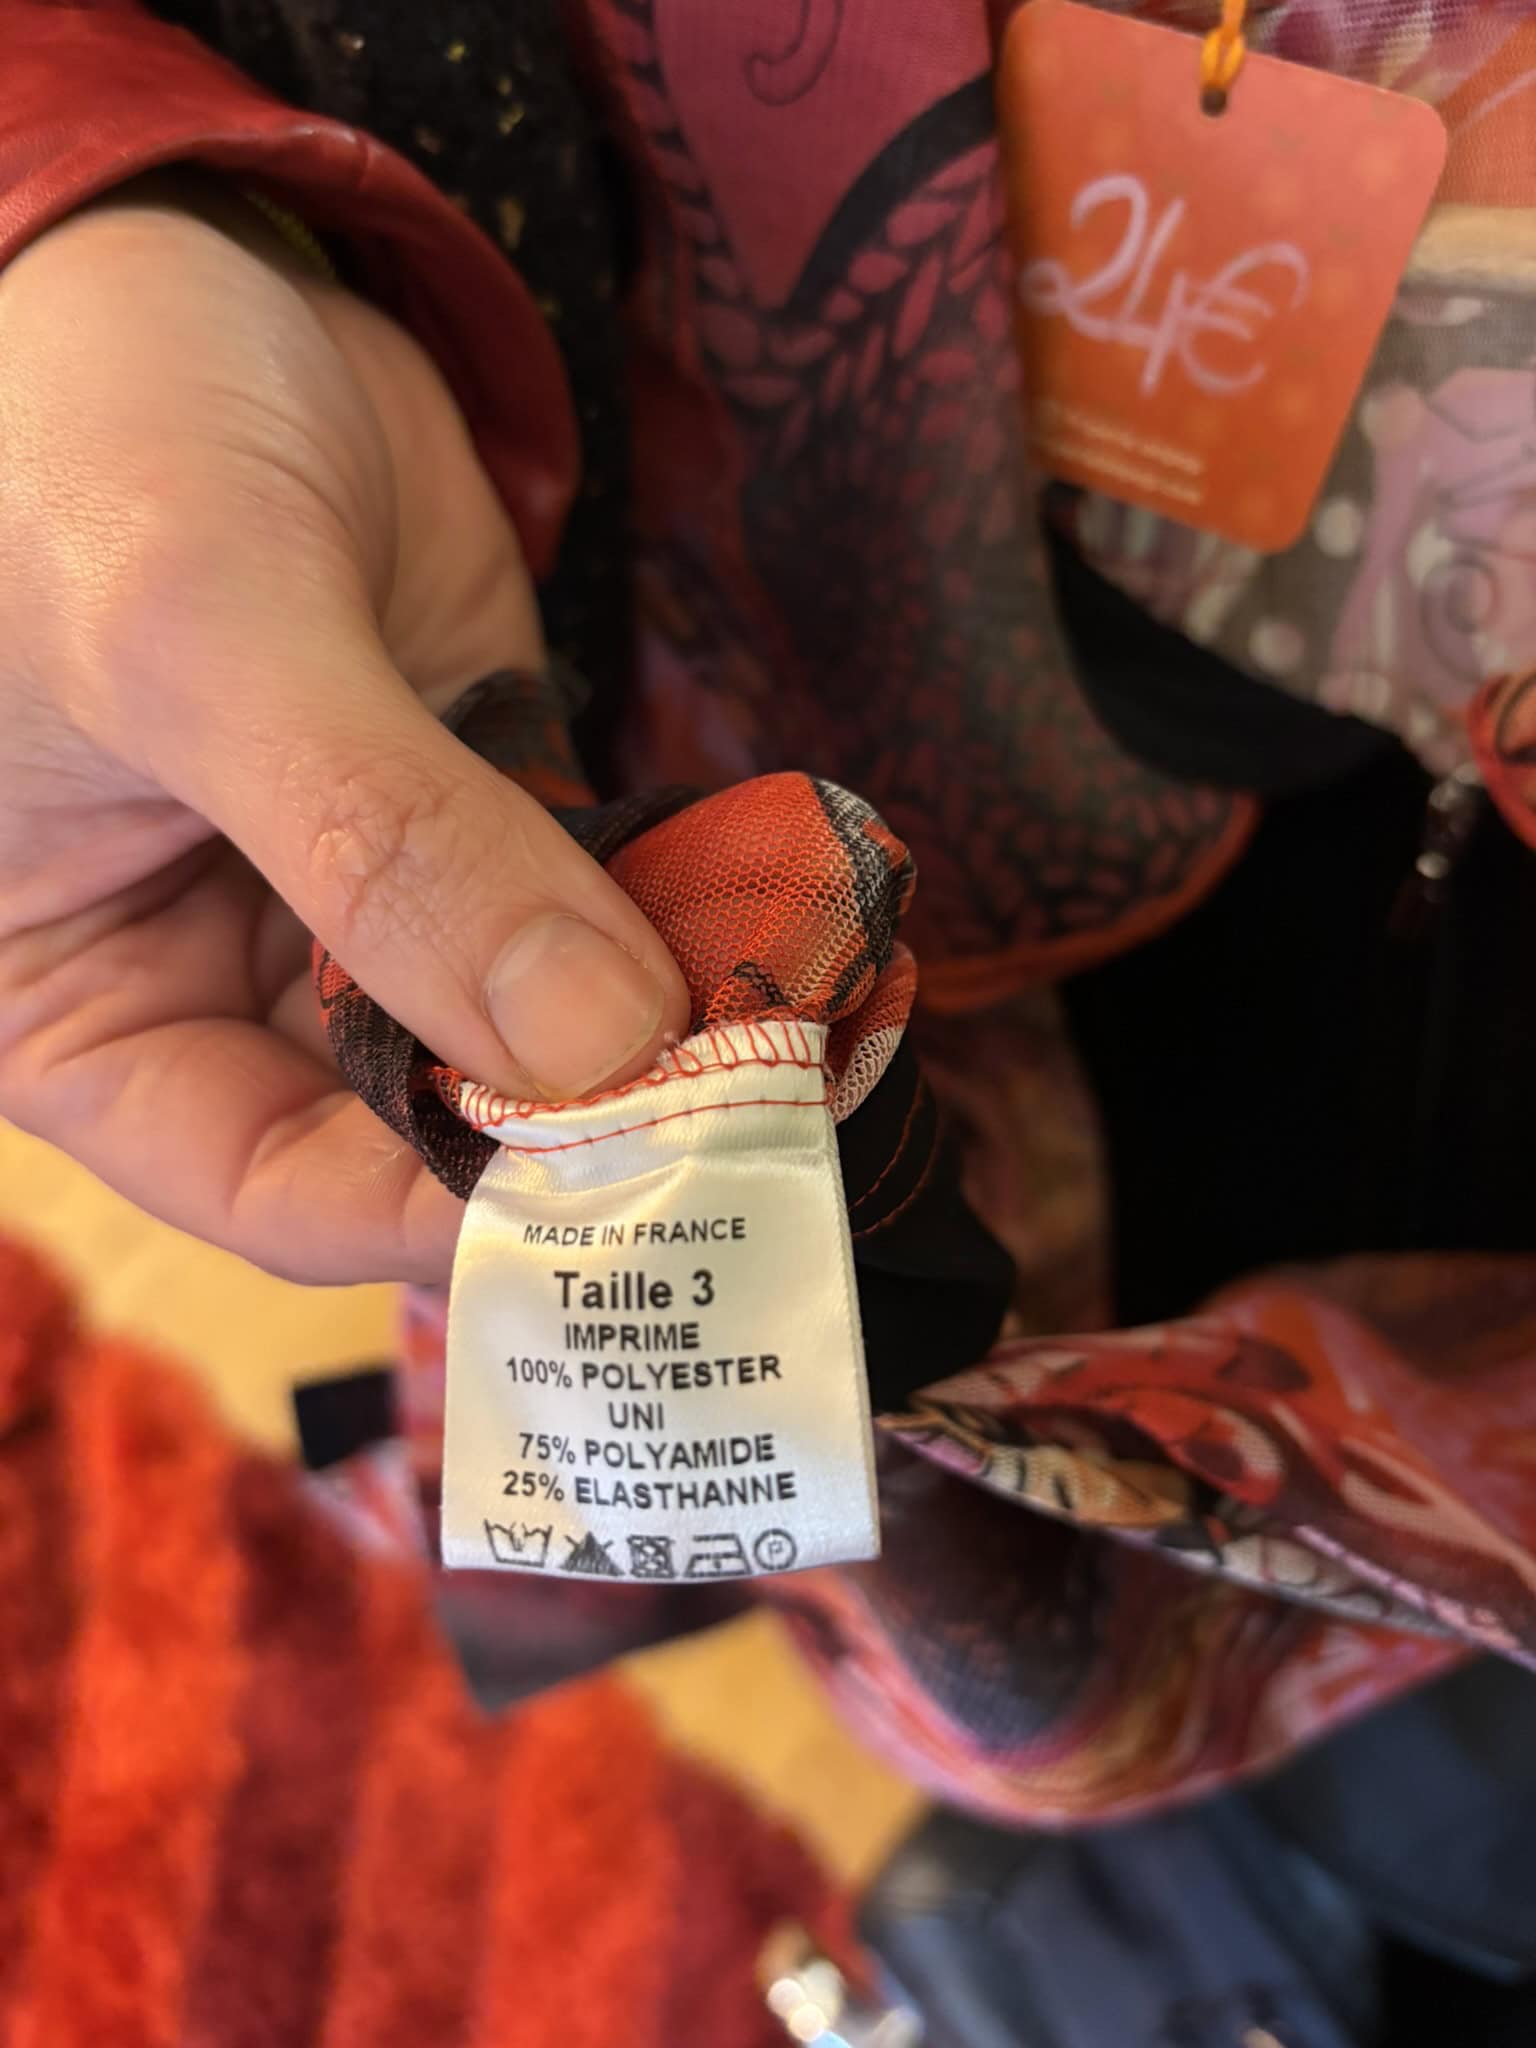 24€
MADE IN FRANCE
Taille 3
IMPRIME
100% POLYESTER
UNI
75% POLYAMIDE
25% ELASTHANNE
P